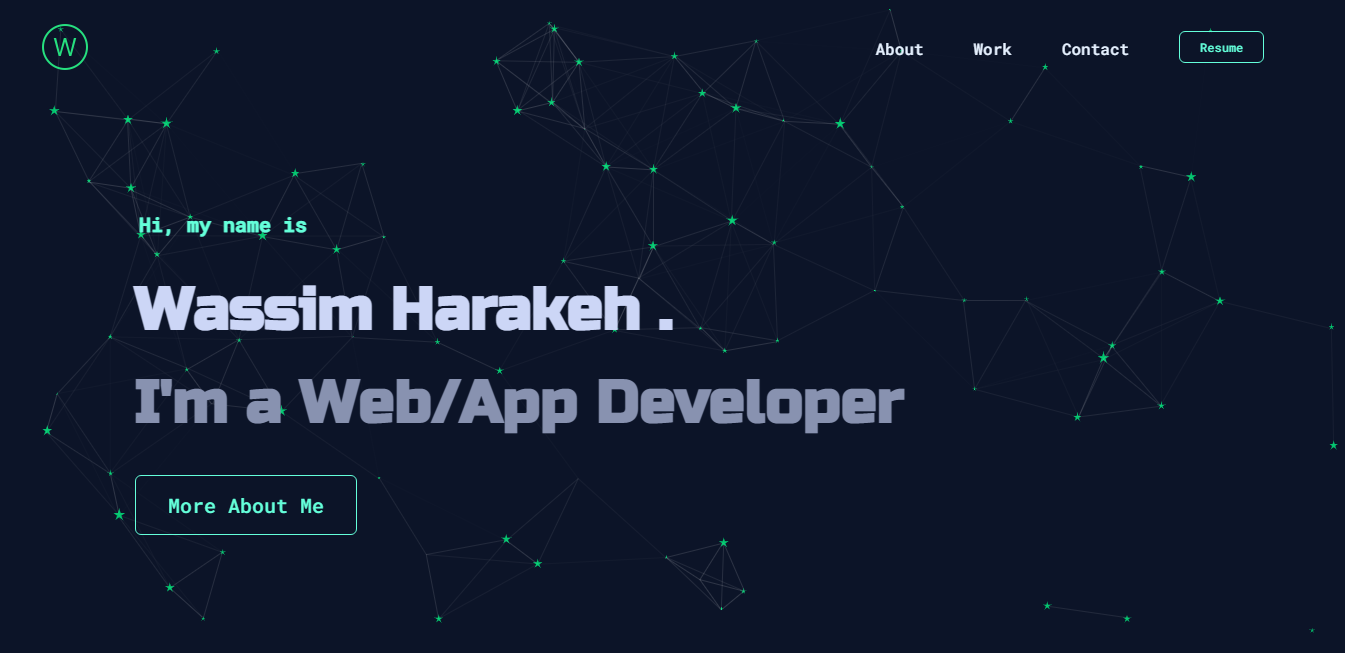 W
About Work Contact Resume
Hi, my name is
Wassim Harakeh .
I'm a Web/App Developer
More About Me